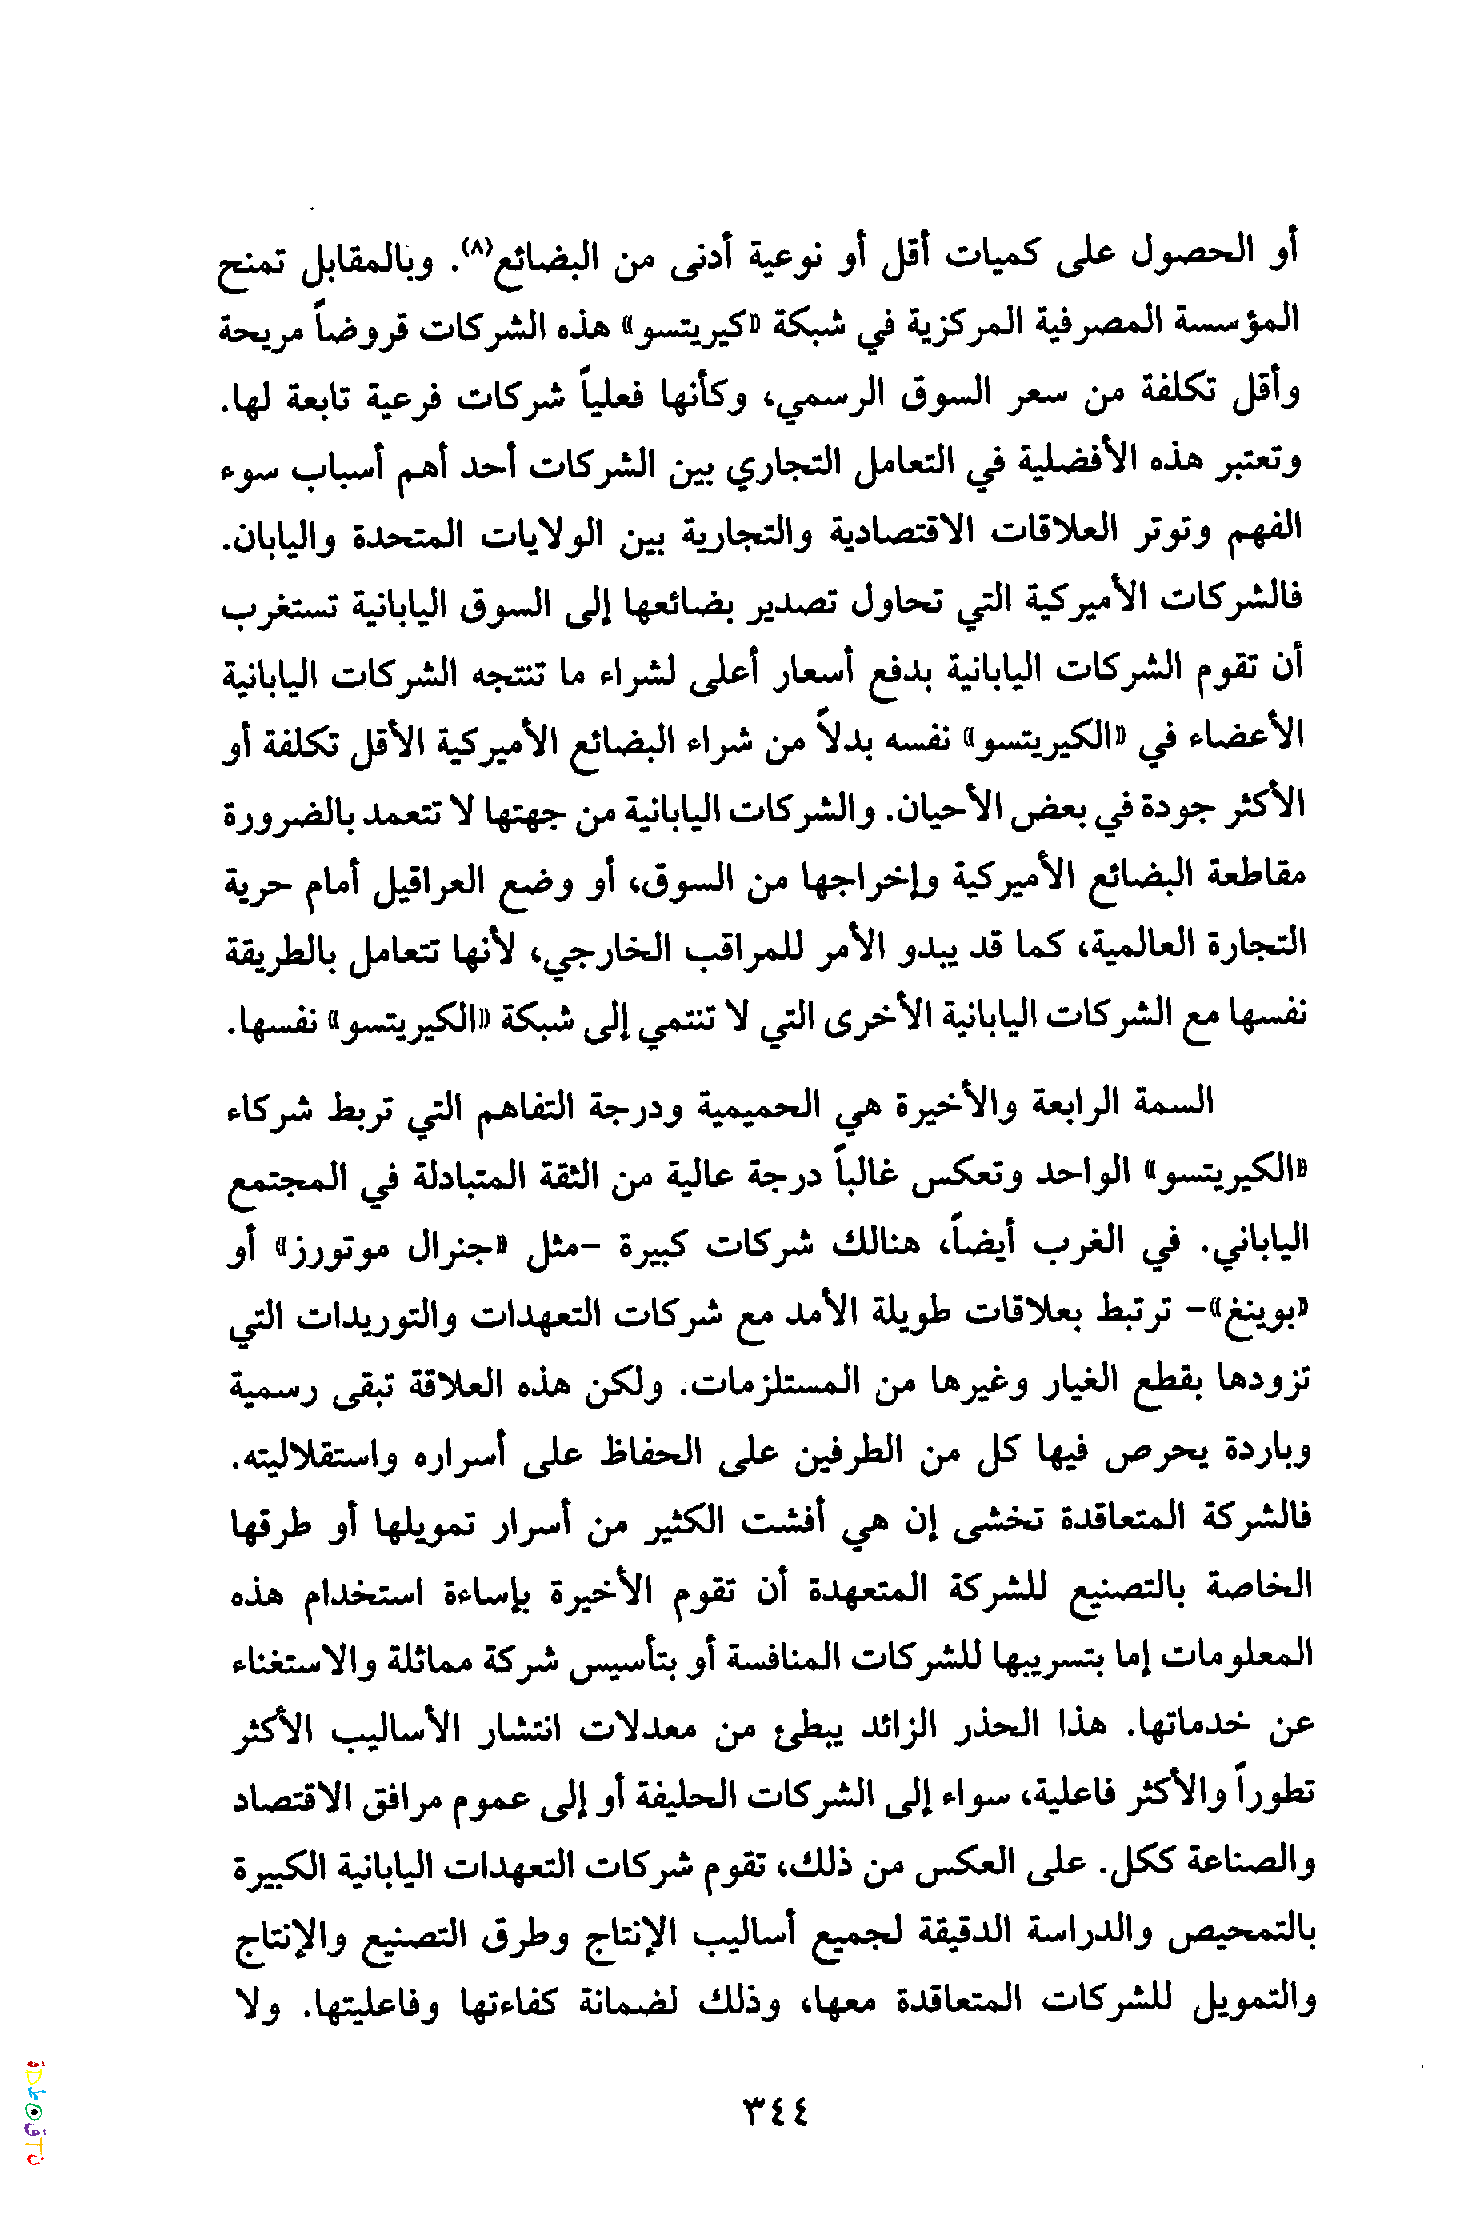 أو الحصول على كميات أقل أو نوعية أدنى من البضائع(٨). وبالمقابل تمنح
المؤسسة المصرفية المركزية في شبكة «كيريتسو» هذه الشركات قروضاً مريحة
وأقل تكلفة من سعر السوق الرسمي، وكأنها فعلياً شركات فرعية تابعة لها.
وتعتبر هذه الأفضلية في التعامل التجاري بين الشركات أحد أهم أسباب سوء
الفهم وتوتر العلاقات الاقتصادية والتجارية بين الولايات المتحدة واليابان.
فالشركات الأميركية التي تحاول تصدير بضائعها إلى السوق اليابانية تستغرب
أن تقوم الشركات اليابانية بدفع أسعار أعلى لشراء ما تنتجه الشركات اليابانية
الأعضاء في «الكيريتسو» نفسه بدلاً من شراء البضائع الأميركية الأقل تكلفة أو
الأكثر جودة في بعض الأحيان. والشركات اليابانية من جهتها لا تتعمد بالضرورة
مقاطعة البضائع الأميركية وإخراجها من السوق، أو وضع العراقيل أمام حرية
التجارة العالمية، كما قد يبدو الأمر للمراقب الخارجي، لأنها تتعامل بالطريقة
نفسها مع الشركات اليابانية الأخرى التي لا تنتمي إلى شبكة «الكيريتسو» نفسها.
السمة الرابعة والأخيرة هي الحميمية ودرجة التفاهم التي تربط شركاء
«الكيريتسو» الواحد وتعكس غالباً درجة عالية من الثقة المتبادلة في المجتمع
الياباني. في الغرب أيضاً، هنالك شركات كبيرة -مثل «جنرال موتورز» أو
«بوينغ»- ترتبط بعلاقات طويلة الأمد مع شركات التعهدات والتوريدات التي
تزودها بقطع الغيار وغيرها من المستلزمات. ولكن هذه العلاقة تبقى رسمية
وباردة يحرص فيها كل من الطرفين على الحفاظ على أسراره واستقلاليته.
فالشركة المتعاقدة تخشى إن هي أفشت الكثير من أسرار تمويلها أو طرقها
الخاصة بالتصنيع للشركة المتعهدة أن تقوم الأخيرة بإساءة استخدام هذه
المعلومات إما بتسريبها للشركات المنافسة أو بتأسيس شركة مماثلة والاستغناء
عن خدماتها. هذا الحذر الزائد يبطئ من معدلات انتشار الأساليب الأكثر
تطوراً والأكثر فاعلية، سواء إلى الشركات الحليفة أو إلى عموم مرافق الاقتصاد
والصناعة ككل. على العكس من ذلك، تقوم شركات التعهدات اليابانية الكبيرة
بالتمحيص والدراسة الدقيقة لجميع أساليب الإنتاج وطرق التصنيع والإنتاج
والتمويل للشركات المتعاقدة معها، وذلك لضمانة كفاءتها وفاعليتها. ولا
٣٤٤